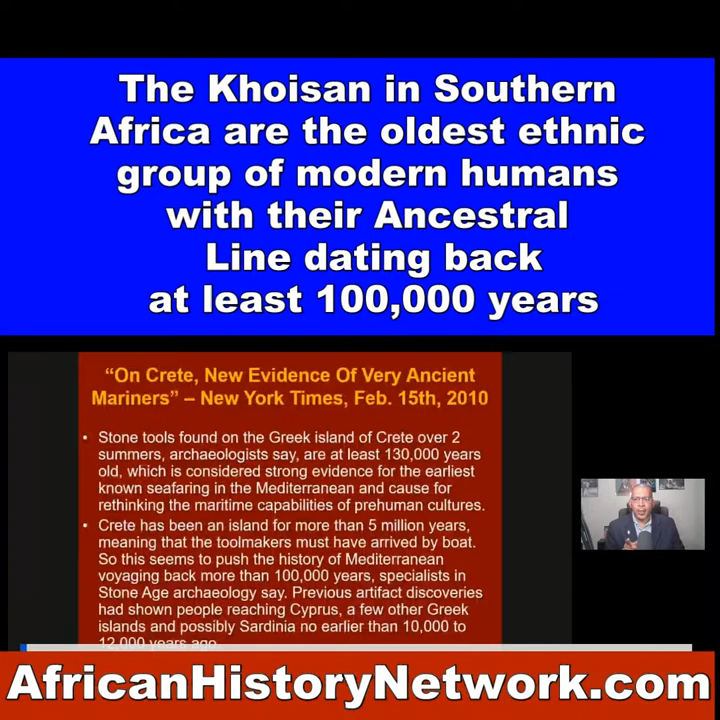 The Khoisan in Southern
Africa are the oldest ethnic
group of modern humans
with their Ancestral
Line dating back
at least 100,000 years
“On Crete, New Evidence Of Very Ancient
Mariners” – New York Times, Feb. 15th, 2010
• Stone tools found on the Greek island of Crete over 2
summers, archaeologists say, are at least 130,000 years
old, which is considered strong evidence for the earliest
known seafaring in the Mediterranean and cause for
rethinking the maritime capabilities of prehuman cultures.
• Crete has been an island for more than 5 million years,
meaning that the toolmakers must have arrived by boat.
So this seems to push the history of Mediterranean
voyaging back more than 100,000 years, specialists in
Stone Age archaeology say. Previous artifact discoveries
had shown people reaching Cyprus, a few other Greek
islands and possibly Sardinia no earlier than 10,000 to
12,000 years ago.
AfricanHistoryNetwork.com